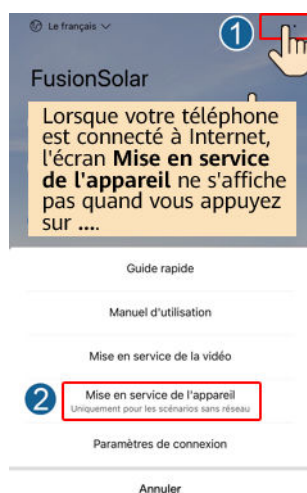 Le français
1
FusionSolar
Lorsque votre téléphone
est connecté à Internet,
l'écran Mise en service
de l'appareil ne s'affiche
pas quand vous appuyez
sur ....
Guide rapide
Manuel d'utilisation
Mise en service de la vidéo
2
Mise en service de l'appareil
Uniquement pour les scénarios sans réseau
Paramètres de connexion
Annuler